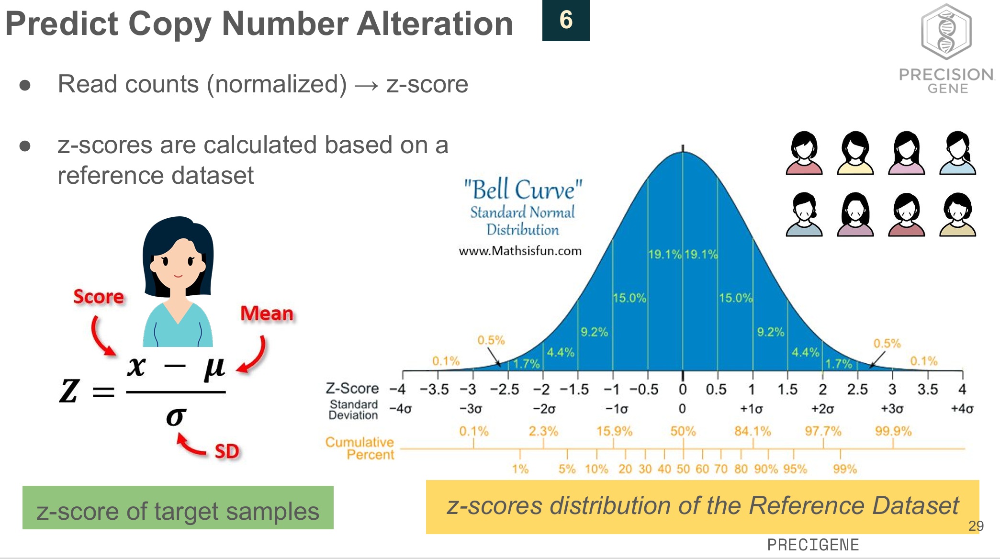 Predict Copy Number Alteration
6
PRECISION
GENE
● Read counts (normalized) → z-score
● z-scores are calculated based on a
reference dataset
"Bell Curve"
Standard Normal
Distribution
www.Mathsisfun.com
Score
Mean
Z = x − μ
σ
SD
19.1% 19.1%
15.0% 15.0%
9.2% 9.2%
0.5% 0.5%
4.4% 4.4%
0.1% 1.7% 1.7% 0.1%
Z-Score −4 −3.5 −3 −2.5 −2 −1.5 −1 −0.5 0 0.5 1 1.5 2 2.5 3 3.5 4
Standard
Deviation −4σ −3σ −2σ −1σ 0 +1σ +2σ +3σ +4σ
0.1% 2.3% 15.9% 50% 84.1% 97.7% 99.9%
Cumulative
Percent
1% 5% 10% 20 30 40 50 60 70 80 90% 95% 99%
z-score of target samples
z-scores distribution of the Reference Dataset
29
PRECIGENE